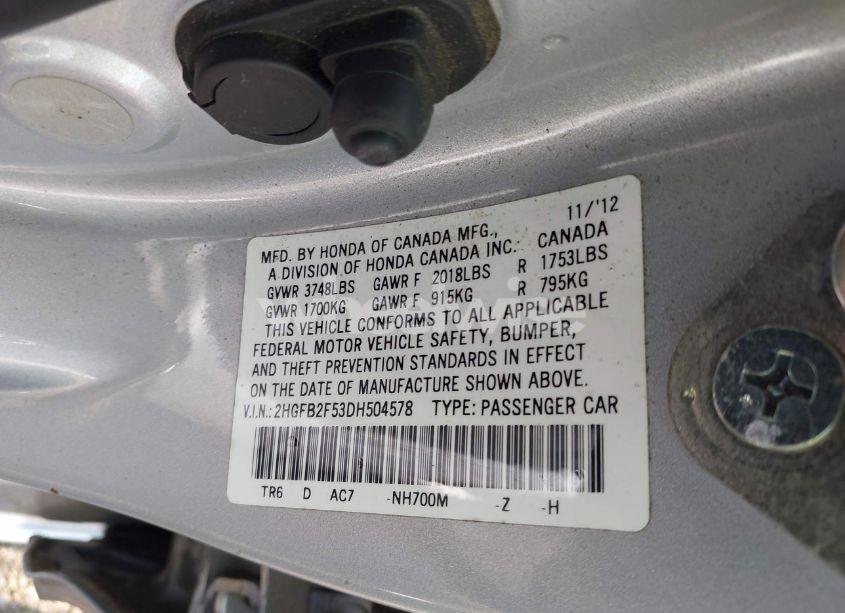 11/'12
MFD. BY HONDA OF CANADA MFG., CANADA
A DIVISION OF HONDA CANADA INC.
GVWR 3748LBS GAWR F 2018LBS R 1753LBS
GVWR 1700KG GAWR F 915KG R 795KG
THIS VEHICLE CONFORMS TO ALL APPLICABLE
FEDERAL MOTOR VEHICLE SAFETY, BUMPER,
AND THEFT PREVENTION STANDARDS IN EFFECT
ON THE DATE OF MANUFACTURE SHOWN ABOVE.
V.I.N.:2HGFB2F53DH504578 TYPE: PASSENGER CAR
TR6 D AC7 -NH700M -Z -H